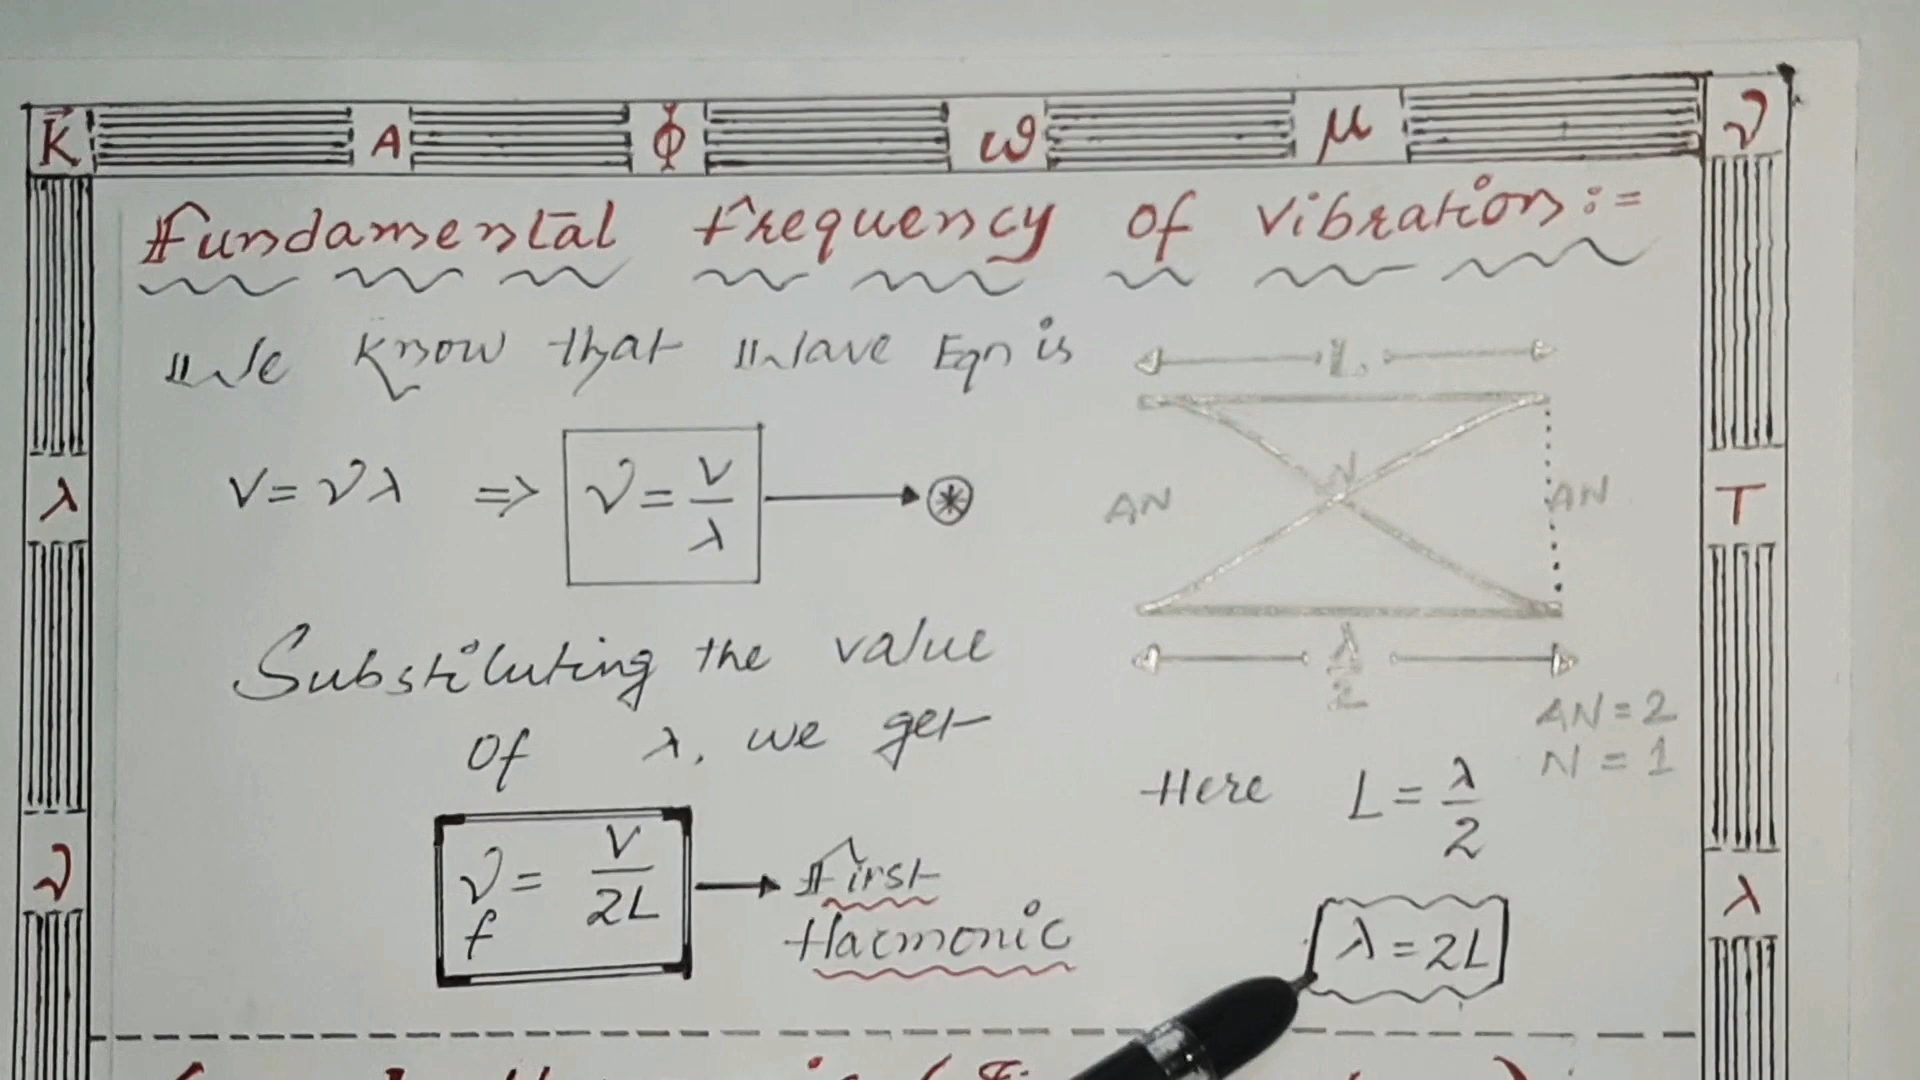 K A Φ ω μ ν
Fundamental Frequency of Vibration:=
We know that Wave Eqn is
L
V = νλ ⇒ ν = V/λ → ⊛
AN N AN
λ/2
Substituting the value
of λ, we get
AN = 2
N = 1
Here L = λ/2
ν = V/2L → First
f
Harmonic
λ = 2L
λ
ν
T
λ